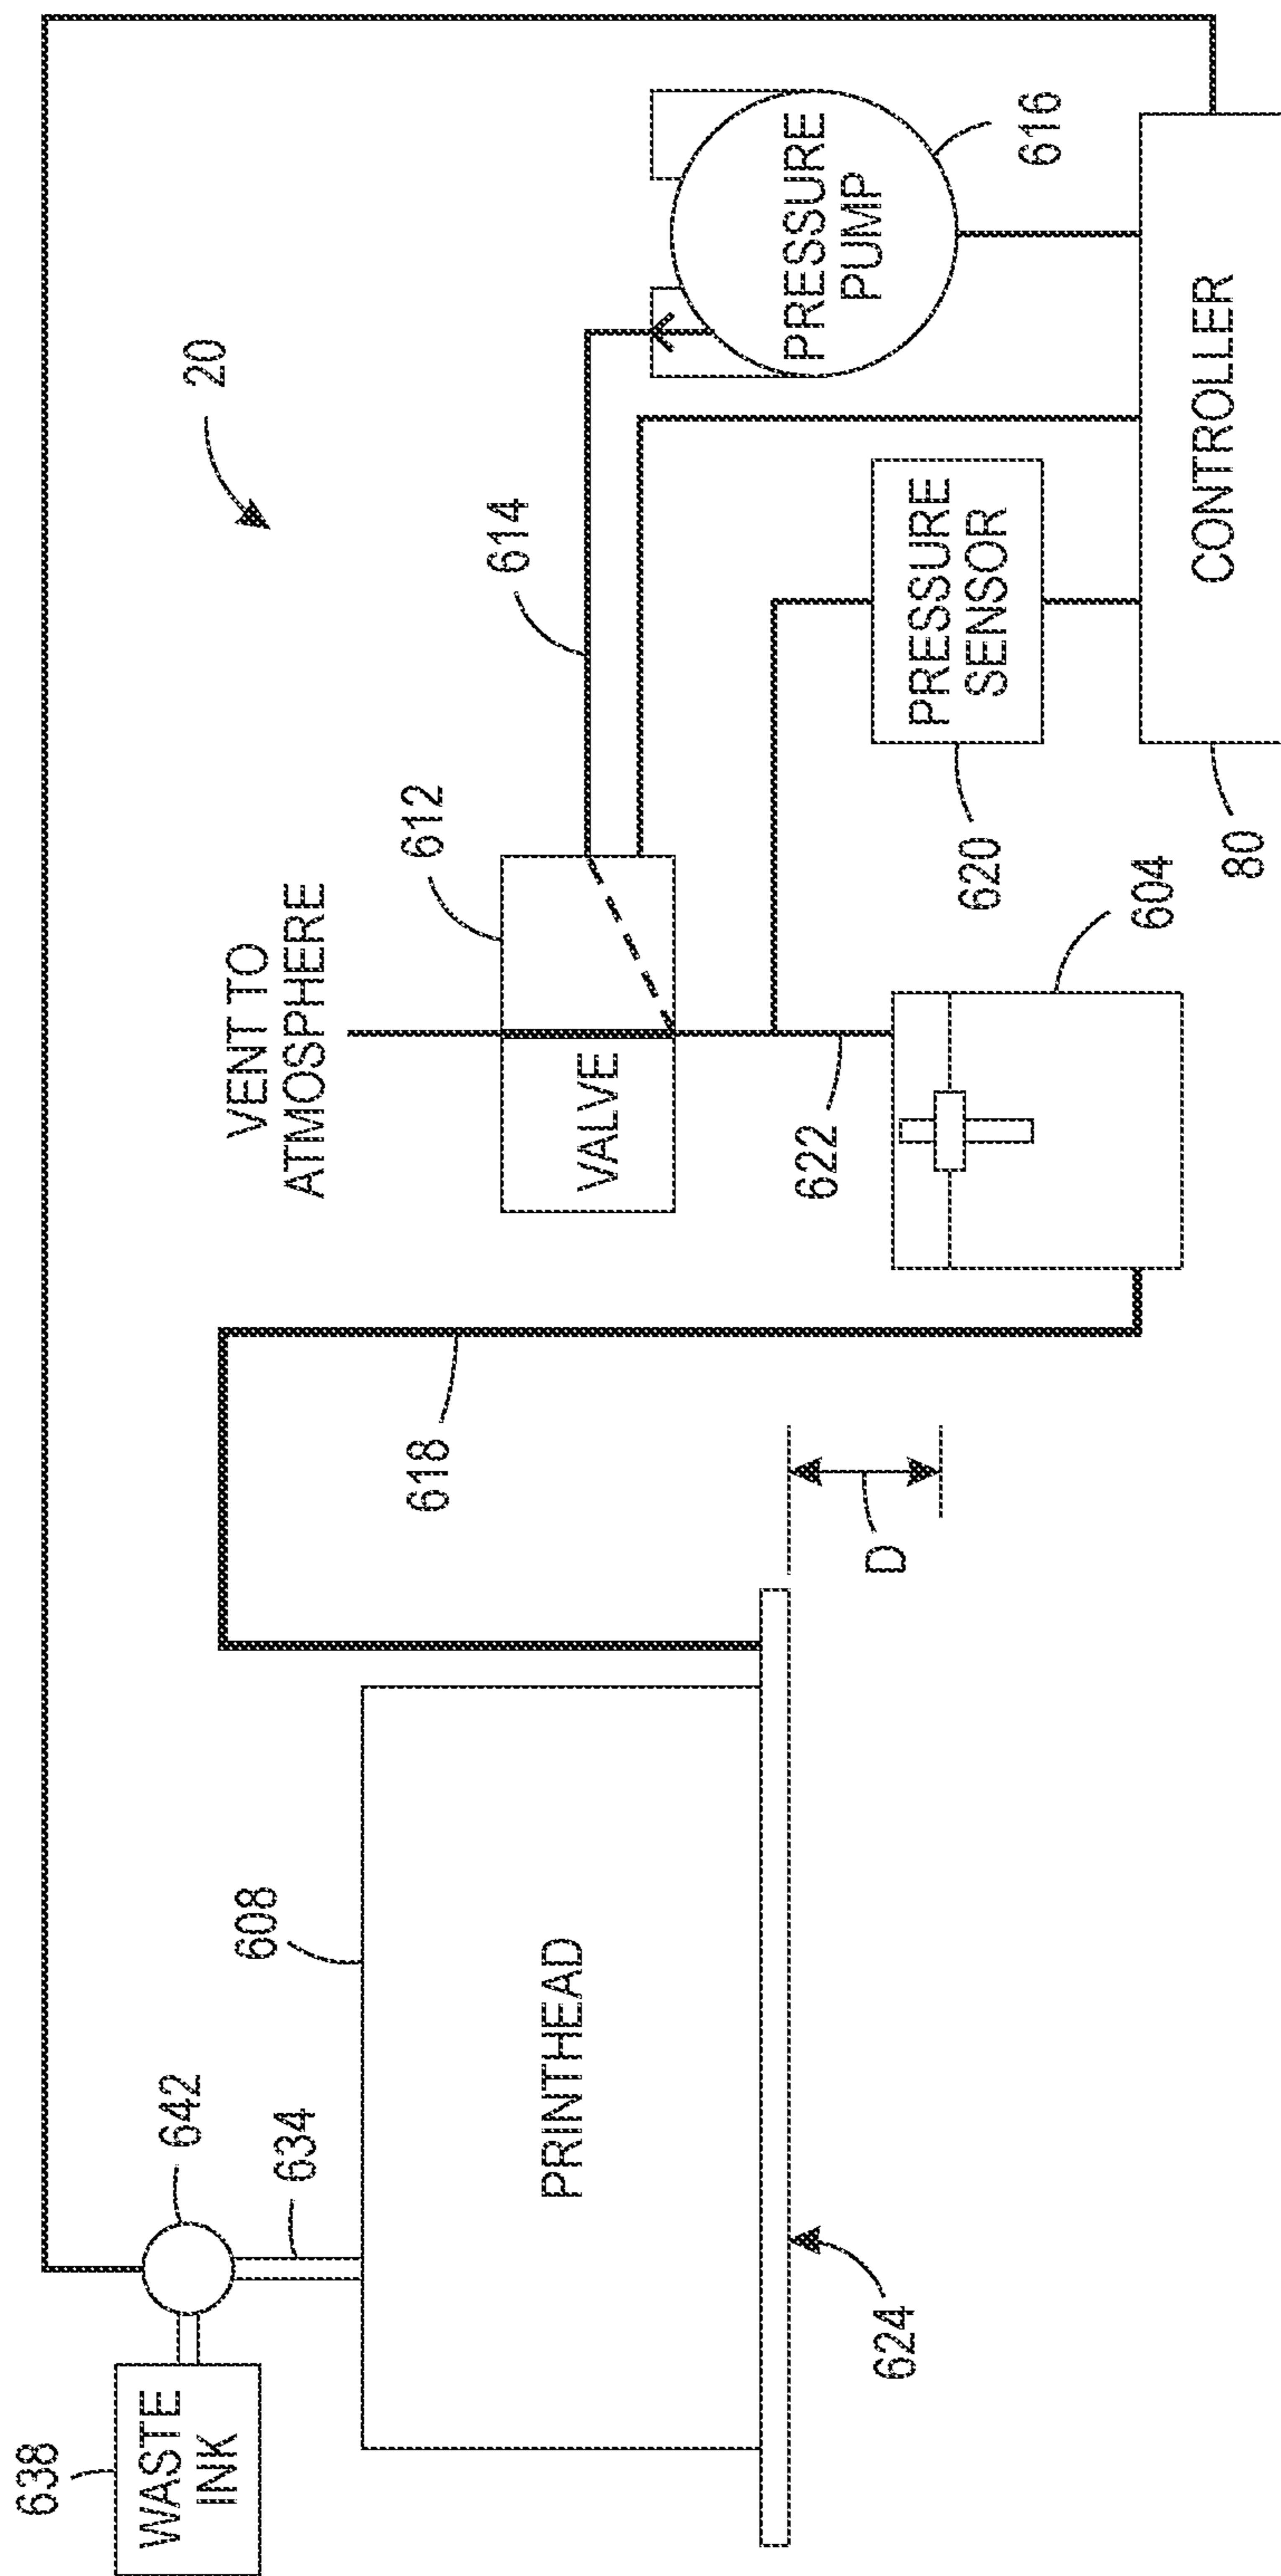 638
WASTE
INK
642
634
608
PRINTHEAD
624
618
D
VENT TO
ATMOSPHERE
VALVE
612
622
604
614
20
PRESSURE
PUMP
616
PRESSURE
SENSOR
620
CONTROLLER
80